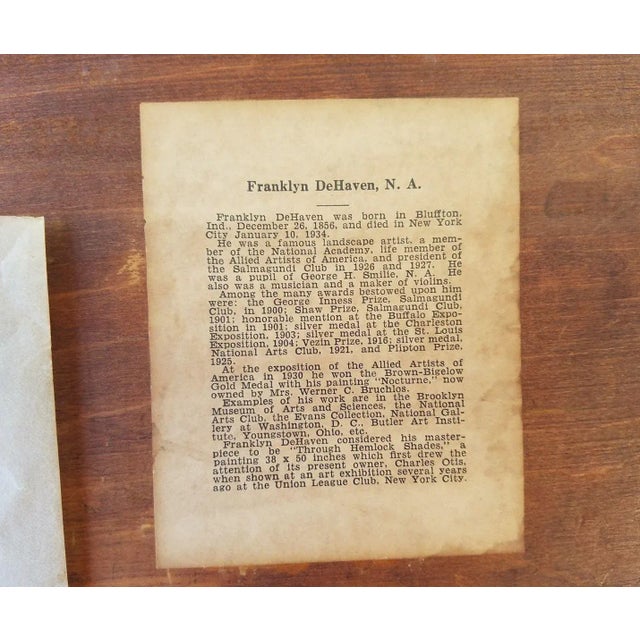 Franklyn DeHaven, N. A.
Franklyn DeHaven was born in Bluffton,
Ind., December 26, 1856, and died in New York
City January 10, 1934.
He was a famous landscape artist, a mem-
ber of the National Academy, life member of
the Allied Artists of America, and president of
the Salmagundi Club in 1926 and 1927. He
was a pupil of George H. Smilie, N. A. He
also was a musician and a maker of violins.
Among the many awards bestowed upon him
were: the George Inness Prize, Salmagundi
Club, in 1900; Shaw Prize, Salmagundi Club,
1901; honorable mention at the Buffalo Expo-
sition in 1901; silver medal at the Charleston
Exposition, 1903; silver medal at the St. Louis
Exposition, 1904; Vezin Prize, 1916; silver medal,
National Arts Club, 1921, and Plipton Prize,
1925.
At the exposition of the Allied Artists of
America in 1930 he won the Brown-Bigelow
Gold Medal with his painting "Nocturne," now
owned by Mrs. Werner C. Bruchlos.
Examples of his work are in the Brooklyn
Museum of Arts and Sciences, the National
Arts Club, the Evans Collection, National Gal-
lery at Washington, D. C., Butler Art Insti-
tute, Youngstown, Ohio, etc.
Franklyn DeHaven considered his master-
piece to be "Through Hemlock Shades," a
painting 38 x 50 inches which first drew the
attention of its present owner, Charles Otis,
when shown at an art exhibition several years
ago at the Union League Club, New York City.